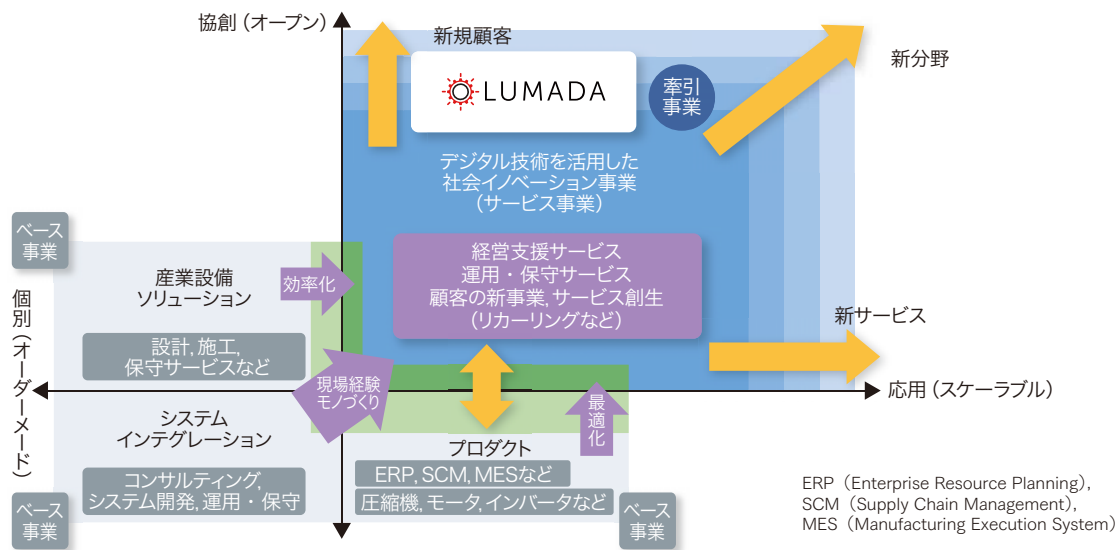 協創（オープン）
新規顧客
新分野
LUMADA
牽引
事業
デジタル技術を活用した
社会イノベーション事業
（サービス事業）
ベース
事業
産業設備
ソリューション
効率化
経営支援サービス
運用・保守サービス
顧客の新事業,サービス創生
（リカーリングなど）
新サービス
設計,施工,
保守サービスなど
個別（オーダーメード）
現場経験
モノづくり
最適化
応用（スケーラブル）
システム
インテグレーション
プロダクト
コンサルティング,
システム開発,運用・保守
ERP, SCM, MESなど
圧縮機,モータ,インバータなど
ベース
事業
ベース
事業
ERP（Enterprise Resource Planning),
SCM（Supply Chain Management),
MES（Manufacturing Execution System)